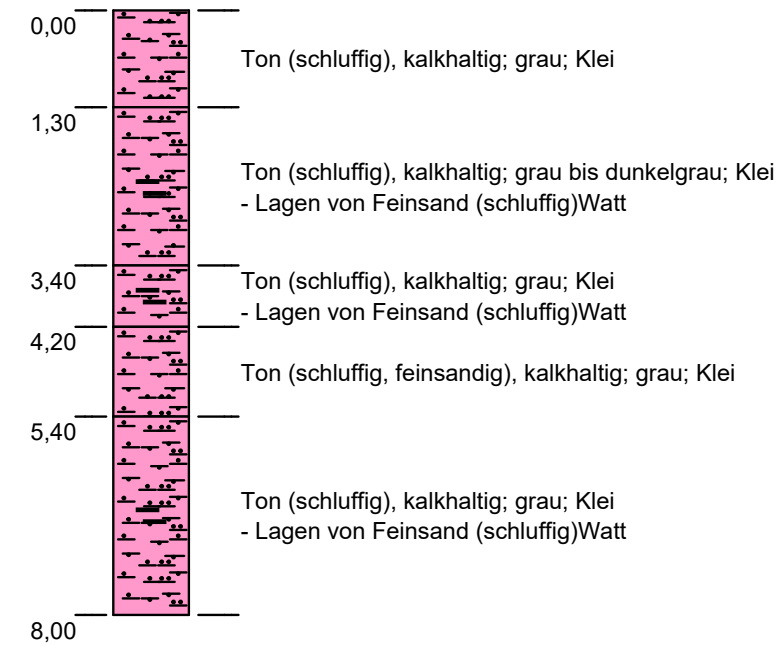 0,00
Ton (schluffig), kalkhaltig; grau; Klei
1,30
Ton (schluffig), kalkhaltig; grau bis dunkelgrau; Klei
- Lagen von Feinsand (schluffig)Watt
3,40
Ton (schluffig), kalkhaltig; grau; Klei
- Lagen von Feinsand (schluffig)Watt
4,20
Ton (schluffig, feinsandig), kalkhaltig; grau; Klei
5,40
Ton (schluffig), kalkhaltig; grau; Klei
- Lagen von Feinsand (schluffig)Watt
8,00